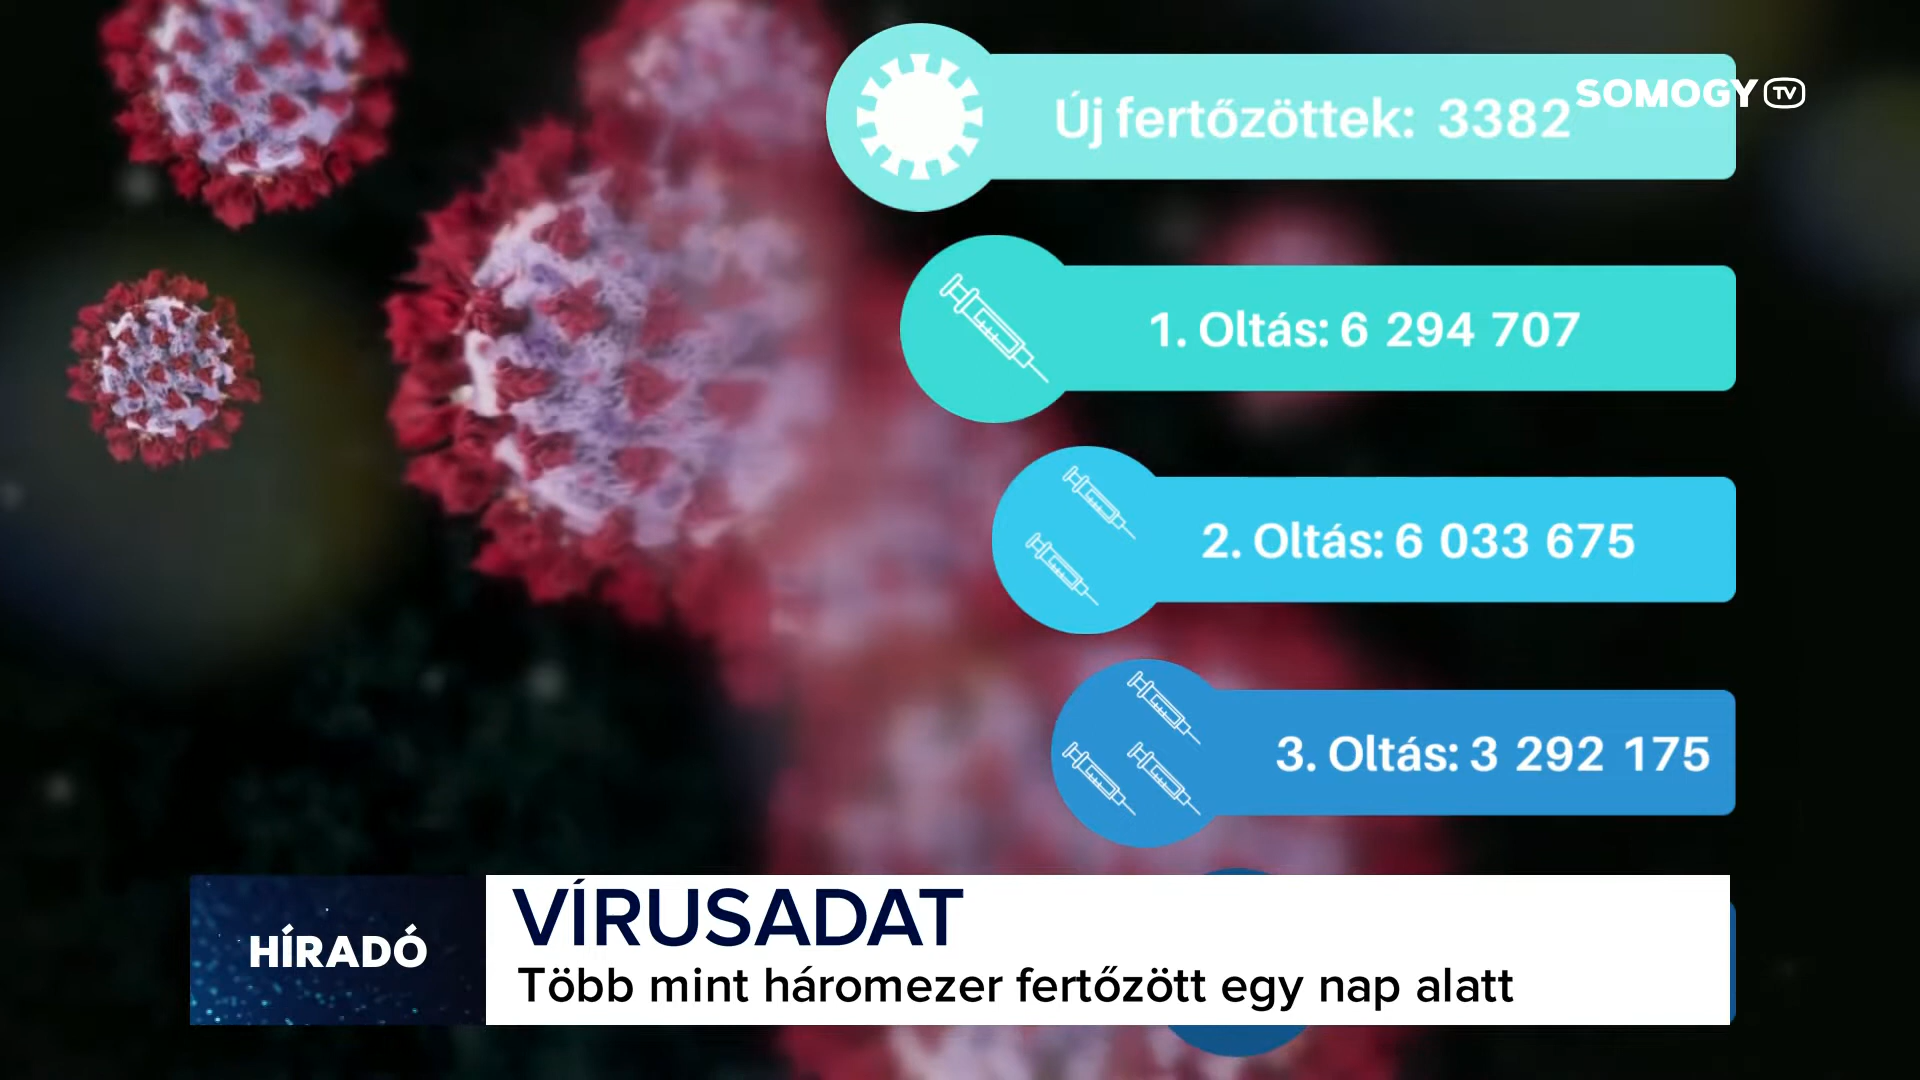 Új fertőzöttek: 3382
SOMOGY TV
1. Oltás: 6 294 707
2. Oltás: 6 033 675
3. Oltás: 3 292 175
HÍRADÓ
VÍRUSADAT
Több mint háromezer fertőzött egy nap alatt